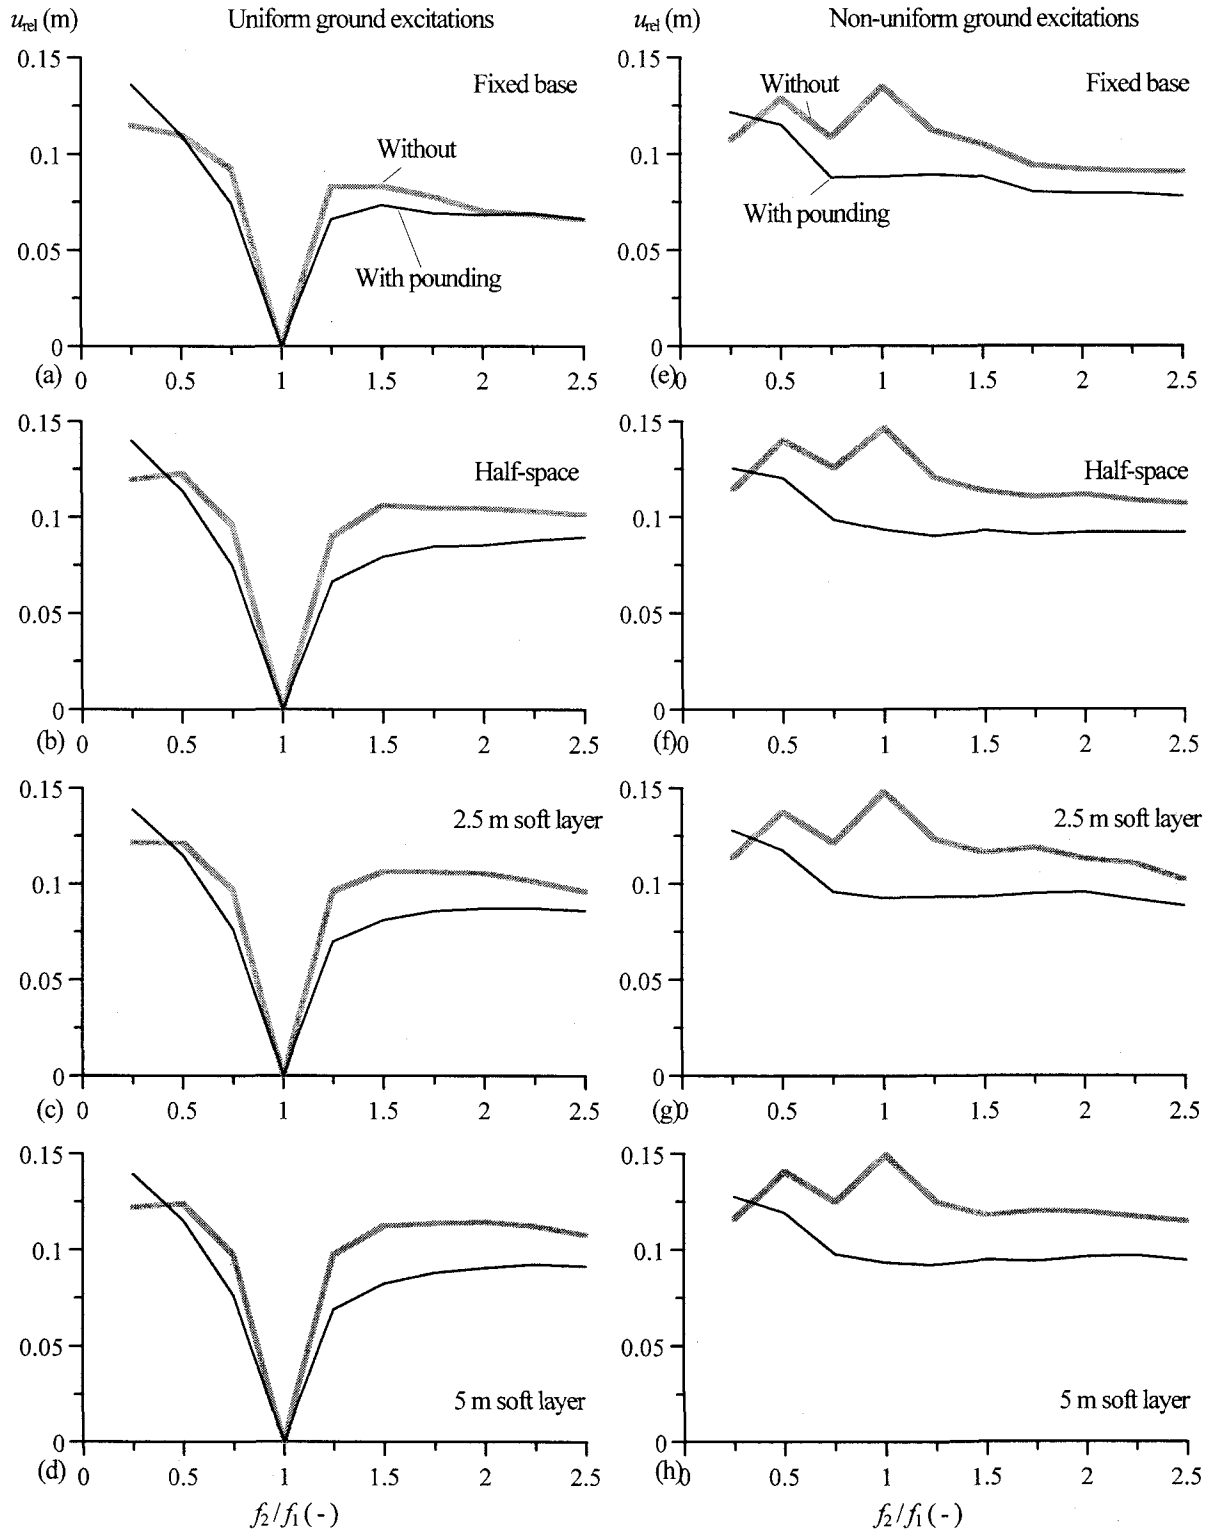 u_rel (m) Uniform ground excitations
u_rel (m) Non-uniform ground excitations
0.15
Fixed base
Without
0.1
0.05
With pounding
0
(a) 0 0.5 1 1.5 2 2.5
0.15
Without
Fixed base
0.1
With pounding
0.05
0
(e) 0 0.5 1 1.5 2 2.5
0.15
Half-space
0.1
0.05
0
(b) 0 0.5 1 1.5 2 2.5
0.15
Half-space
0.1
0.05
0
(f) 0 0.5 1 1.5 2 2.5
0.15
2.5 m soft layer
0.1
0.05
0
(c) 0 0.5 1 1.5 2 2.5
0.15
2.5 m soft layer
0.1
0.05
0
(g) 0 0.5 1 1.5 2 2.5
0.15
0.1
0.05
5 m soft layer
0
(d) 0 0.5 1 1.5 2 2.5
f2/f1 (-)
0.15
0.1
0.05
5 m soft layer
0
(h) 0 0.5 1 1.5 2 2.5
f2/f1 (-)